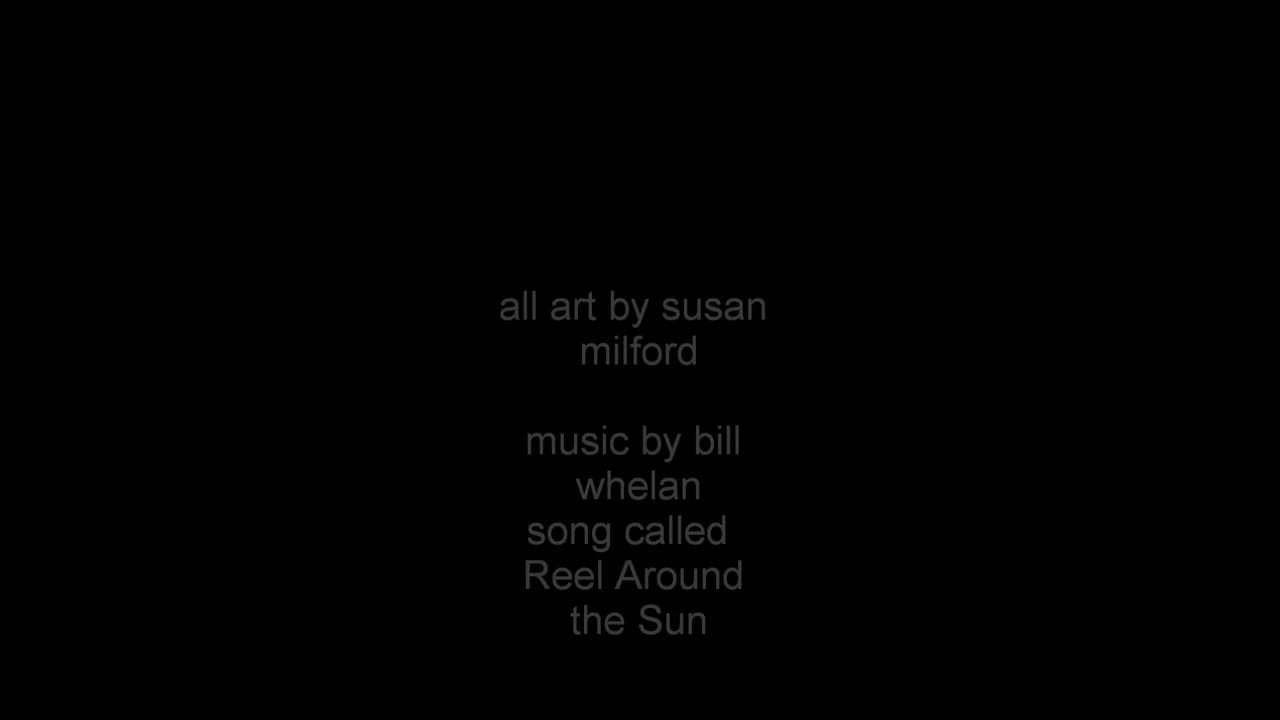 all art by susan
milford
music by bill
whelan
song called
Reel Around
the Sun